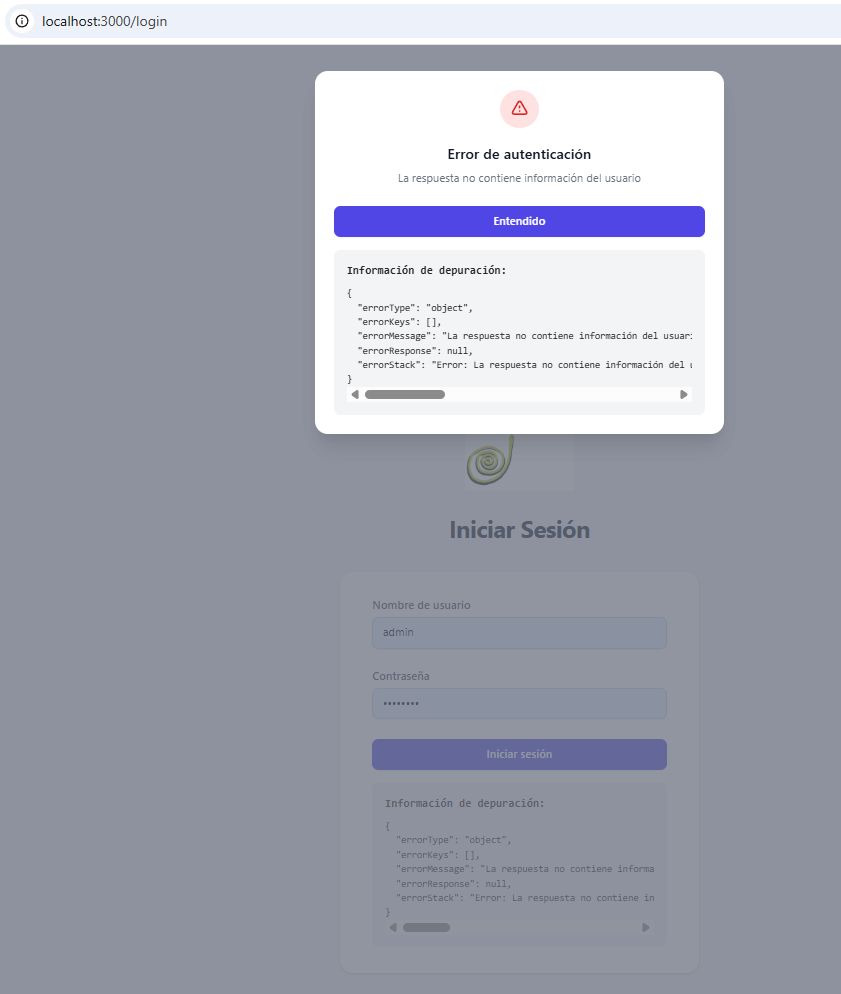 localhost:3000/login
Error de autenticación
La respuesta no contiene información del usuario
Entendido
Información de depuración:
{
"errorType": "object",
"errorKeys": [],
"errorMessage": "La respuesta no contiene información del usuari
"errorResponse": null,
"errorStack": "Error: La respuesta no contiene información del u
}
Iniciar Sesión
Nombre de usuario
admin
Contraseña
••••••••
Iniciar sesión
Información de depuración:
{
"errorType": "object",
"errorKeys": [],
"errorMessage": "La respuesta no contiene informa
"errorResponse": null,
"errorStack": "Error: La respuesta no contiene in
}